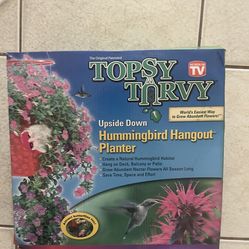 The Original Patented
TOPSY
TURVY
AS SEEN ON
TV
World's Easiest Way
to Grow Abundant Flowers!
Upside Down
Hummingbird Hangout
Planter
Create a Natural Hummingbird Habitat
Hang on Deck, Balcony or Patio
Grow Abundant Nectar Flowers All Season Long
Save Time, Space and Effort